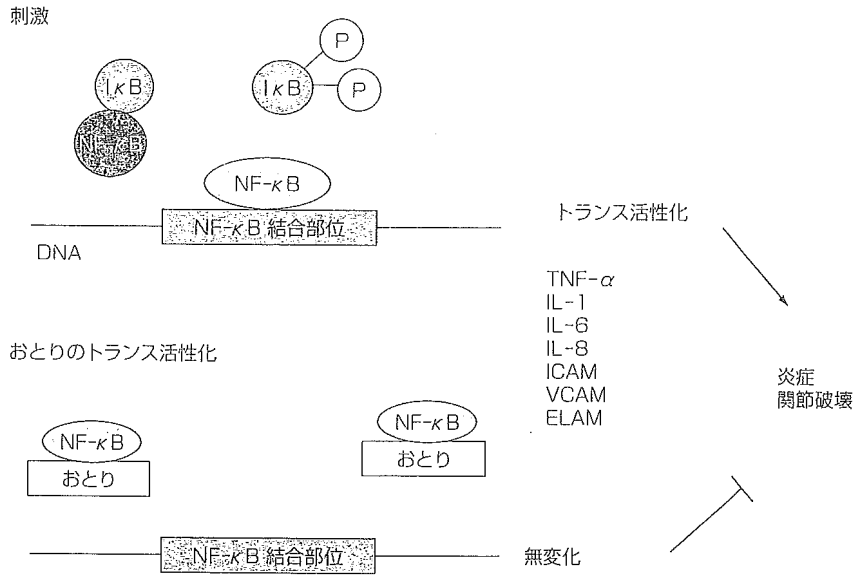 刺激
P
IκB
IκB
P
NF-κB
NF-κB
NF-κB 結合部位
トランス活性化
DNA
TNF-α
IL-1
IL-6
IL-8
ICAM
VCAM
ELAM
おとりのトランス活性化
炎症
関節破壊
NF-κB
おとり
NF-κB
おとり
NF-κB 結合部位
無変化